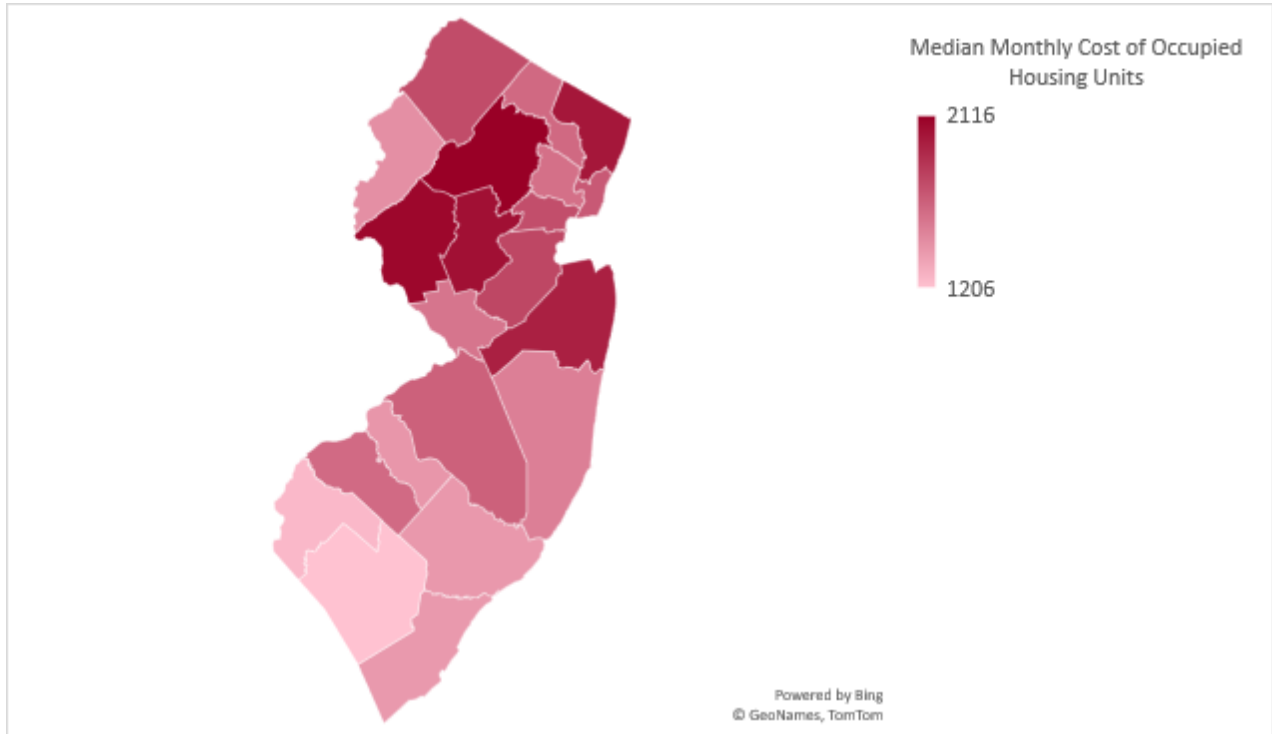 Median Monthly Cost of Occupied
Housing Units
2116
1206
Powered by Bing
© GeoNames, TomTom